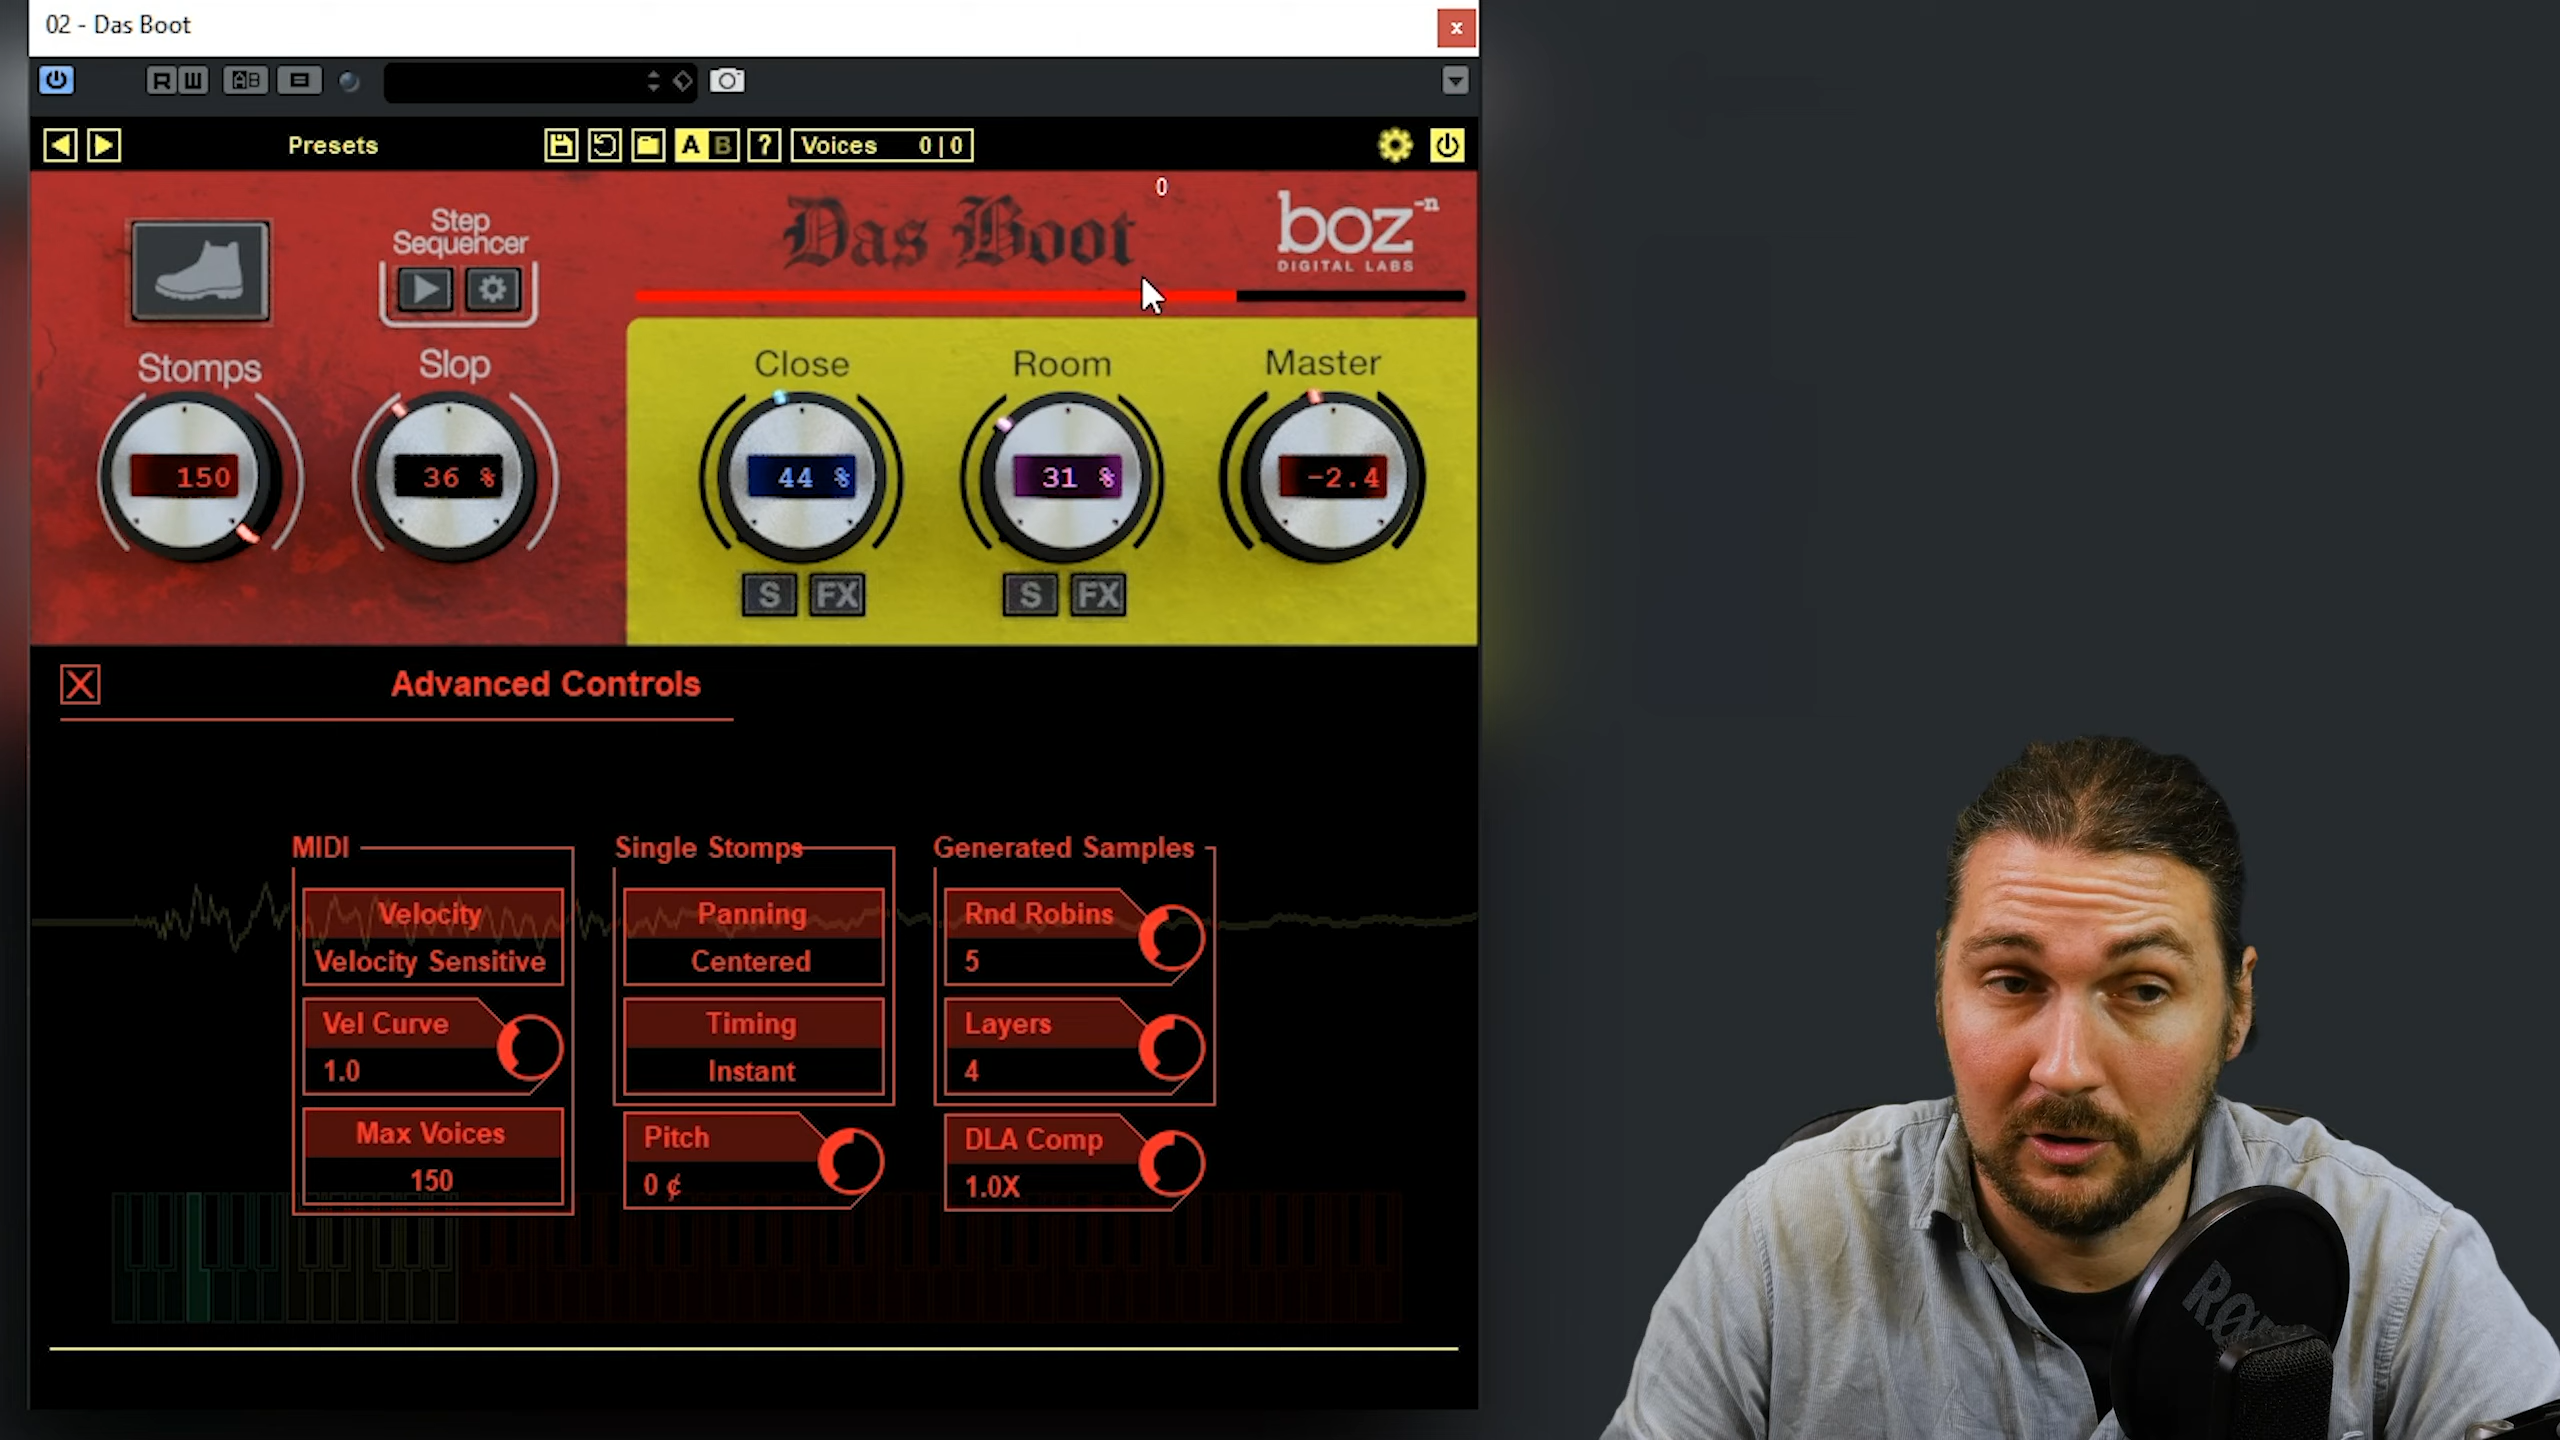 02 - Das Boot
x
R W AB
Presets
A B ? Voices 0|0
0
Das Boot
boz-n
DIGITAL LABS
Step
Sequencer
Stomps
Slop
Close
Room
Master
150
36 %
44 %
31 %
-2.4
S FX
S FX
X
Advanced Controls
MIDI
Velocity
Velocity Sensitive
Vel Curve
1.0
Max Voices
150
Single Stomps
Panning
Centered
Timing
Instant
Pitch
0 ¢
Generated Samples
Rnd Robins
5
Layers
4
DLA Comp
1.0X